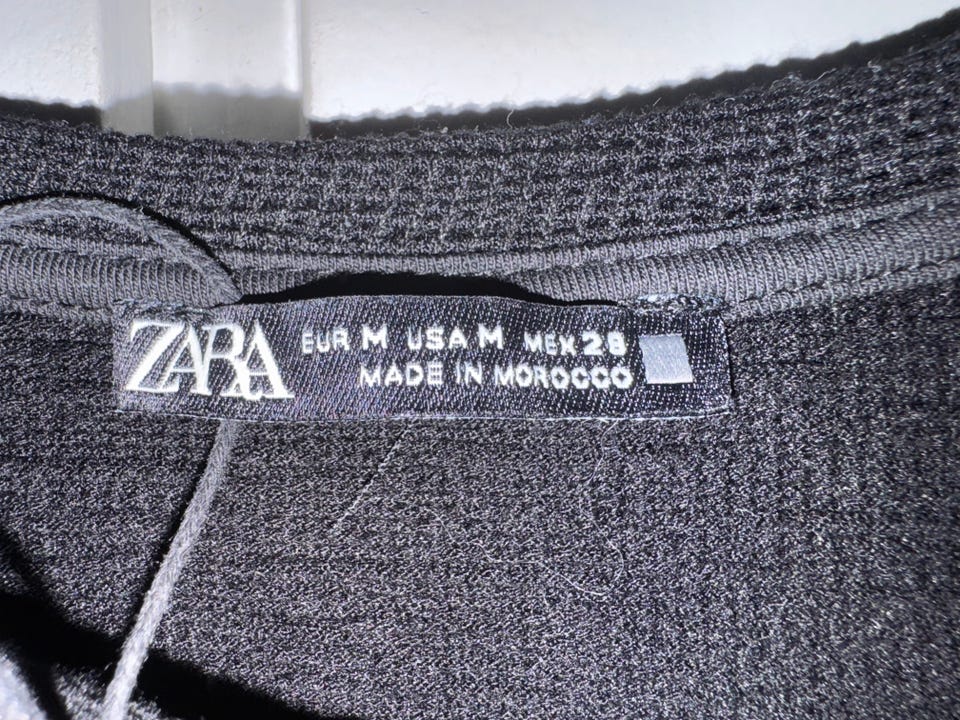 ZARA
EUR M USA M MEX 28
MADE IN MOROCCO